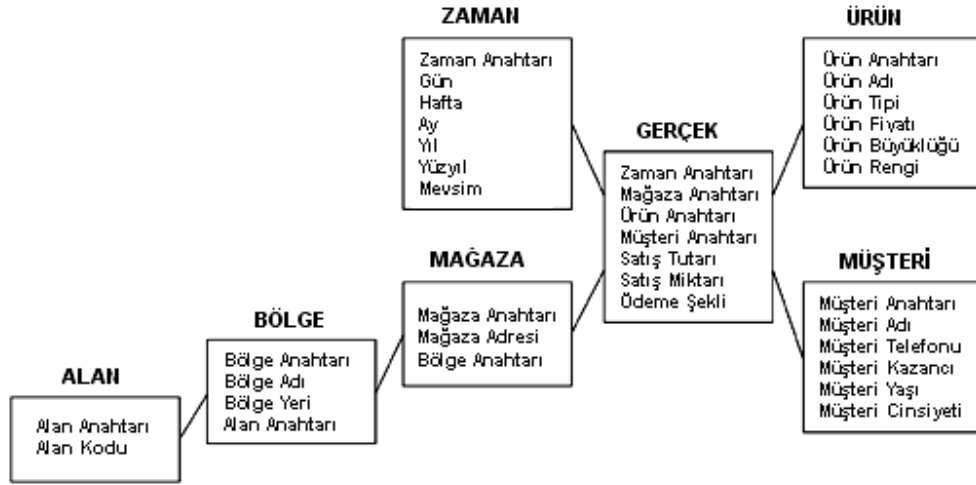 ZAMAN
Zaman Anahtarı
Gün
Hafta
Ay
Yıl
Yüzyıl
Mevsim
ÜRÜN
Ürün Anahtarı
Ürün Adı
Ürün Tipi
Ürün Fiyatı
Ürün Büyüklüğü
Ürün Rengi
GERÇEK
Zaman Anahtarı
Mağaza Anahtarı
Ürün Anahtarı
Müşteri Anahtarı
Satış Tutarı
Satış Miktarı
Ödeme Şekli
MAĞAZA
Mağaza Anahtarı
Mağaza Adresi
Bölge Anahtarı
MÜŞTERİ
Müşteri Anahtarı
Müşteri Adı
Müşteri Telefonu
Müşteri Kazancı
Müşteri Yaşı
Müşteri Cinsiyeti
BÖLGE
Bölge Anahtarı
Bölge Adı
Bölge Yeri
Alan Anahtarı
ALAN
Alan Anahtarı
Alan Kodu